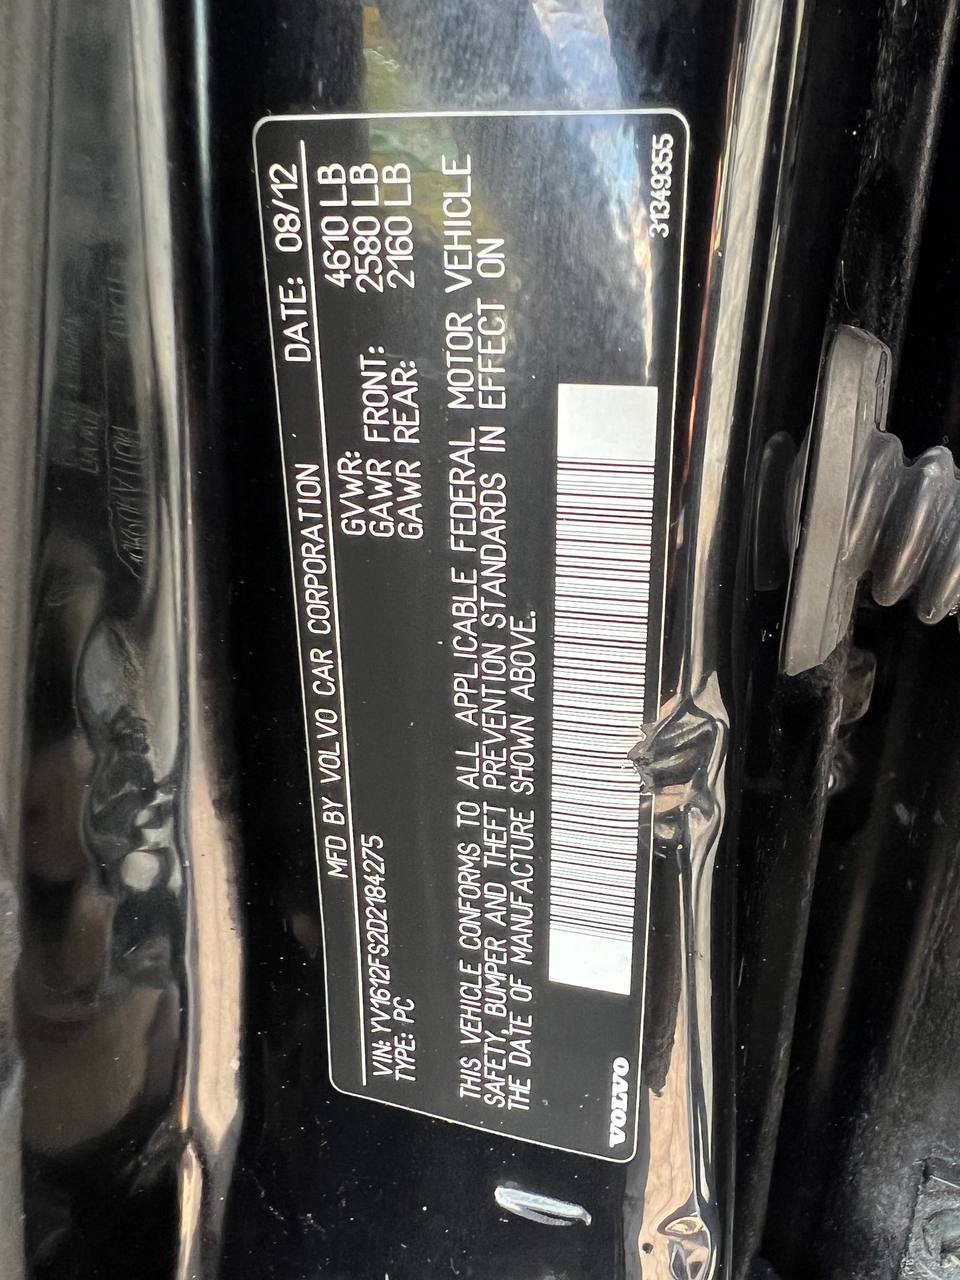 MFD BY VOLVO CAR CORPORATION DATE: 08/12
VIN: YV1612FS2D2184275
TYPE: PC
GVWR: 4610 LB
GAWR FRONT: 2580 LB
GAWR REAR: 2160 LB
THIS VEHICLE CONFORMS TO ALL APPLICABLE FEDERAL MOTOR VEHICLE
SAFETY, BUMPER AND THEFT PREVENTION STANDARDS IN EFFECT ON
THE DATE OF MANUFACTURE SHOWN ABOVE.
VOLVO
31349355